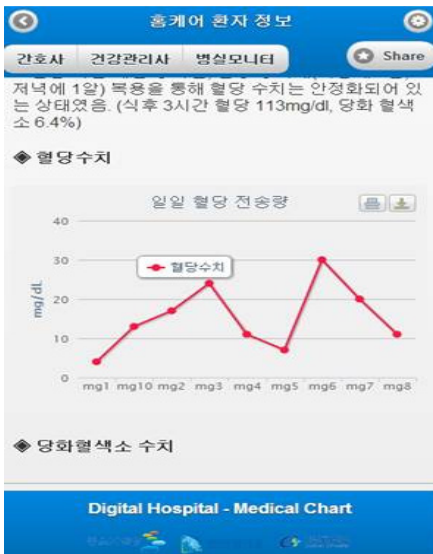 홈케어 환자 정보
간호사 건강관리사 병실모니터 Share
저녁에 1알) 복용을 통해 혈당 수치는 안정화되어 있
는 상태였음. (식후 3시간 혈당 113mg/dl, 당화 혈색
소 6.4%)
◈ 혈당수치
일일 혈당 전송량
40
30
20
10
0
mg/dL
혈당수치
mg1 mg10 mg2 mg3 mg4 mg5 mg6 mg7 mg8
◈ 당화혈색소 수치
Digital Hospital - Medical Chart